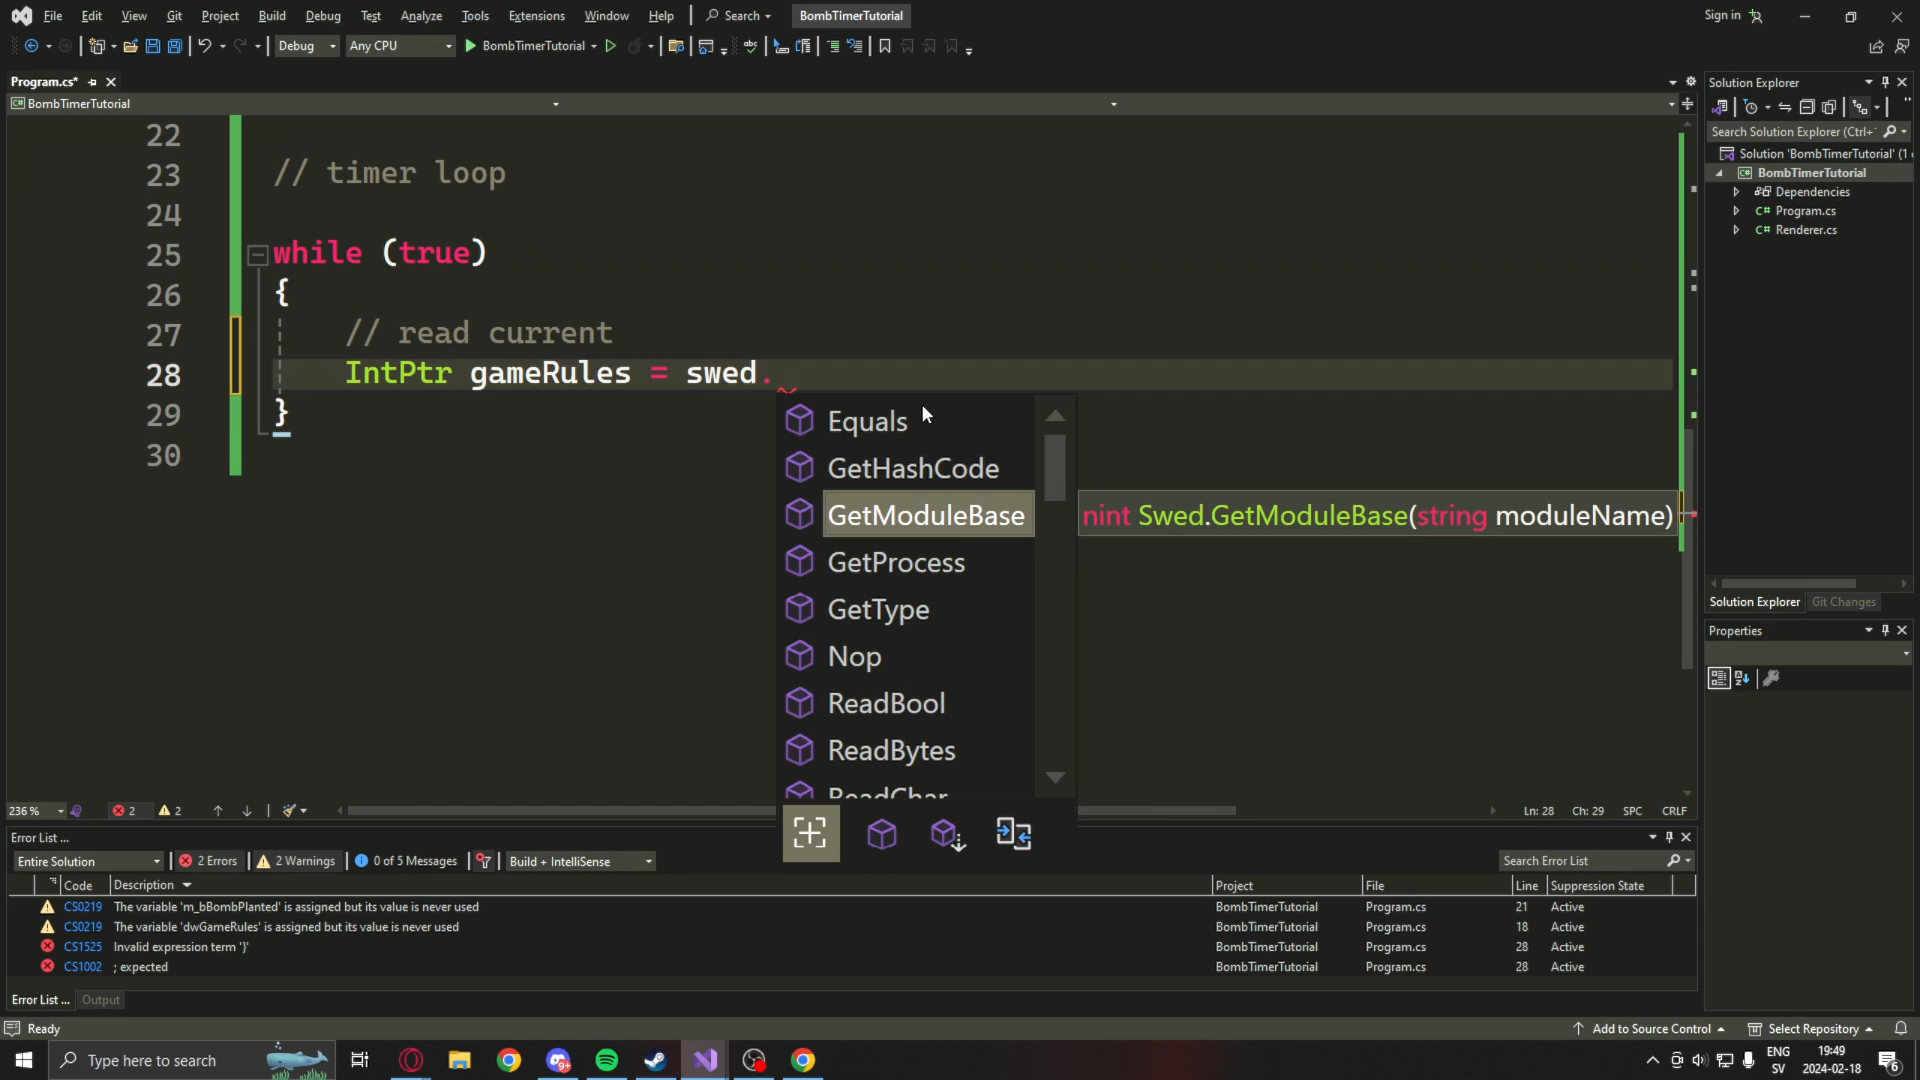 File Edit View Git Project Build Debug Test Analyze Tools Extensions Window Help Search BombTimerTutorial Sign in
Debug Any CPU BombTimerTutorial
Program.cs*
BombTimerTutorial
22
23 // timer loop
24
25 while (true)
26 {
27 // read current
28 IntPtr gameRules = swed.
29 }
30
Equals
GetHashCode
GetModuleBase nint Swed.GetModuleBase(string moduleName)
GetProcess
GetType
Nop
ReadBool
ReadBytes
ReadChar
236 % 2 2 Ln: 28 Ch: 29 SPC CRLF
Error List ...
Entire Solution 2 Errors 2 Warnings 0 of 5 Messages Build + IntelliSense Search Error List
Code Description Project File Line Suppression State
CS0219 The variable 'm_bBombPlanted' is assigned but its value is never used BombTimerTutorial Program.cs 21 Active
CS0219 The variable 'dwGameRules' is assigned but its value is never used BombTimerTutorial Program.cs 18 Active
CS1525 Invalid expression term '}' BombTimerTutorial Program.cs 28 Active
CS1002 ; expected BombTimerTutorial Program.cs 28 Active
Error List ... Output
Solution Explorer
Search Solution Explorer (Ctrl+
Solution 'BombTimerTutorial' (1
BombTimerTutorial
Dependencies
C# Program.cs
C# Renderer.cs
Solution Explorer Git Changes
Properties
Ready Add to Source Control Select Repository
Type here to search
ENG
SV
19:49
2024-02-18
6